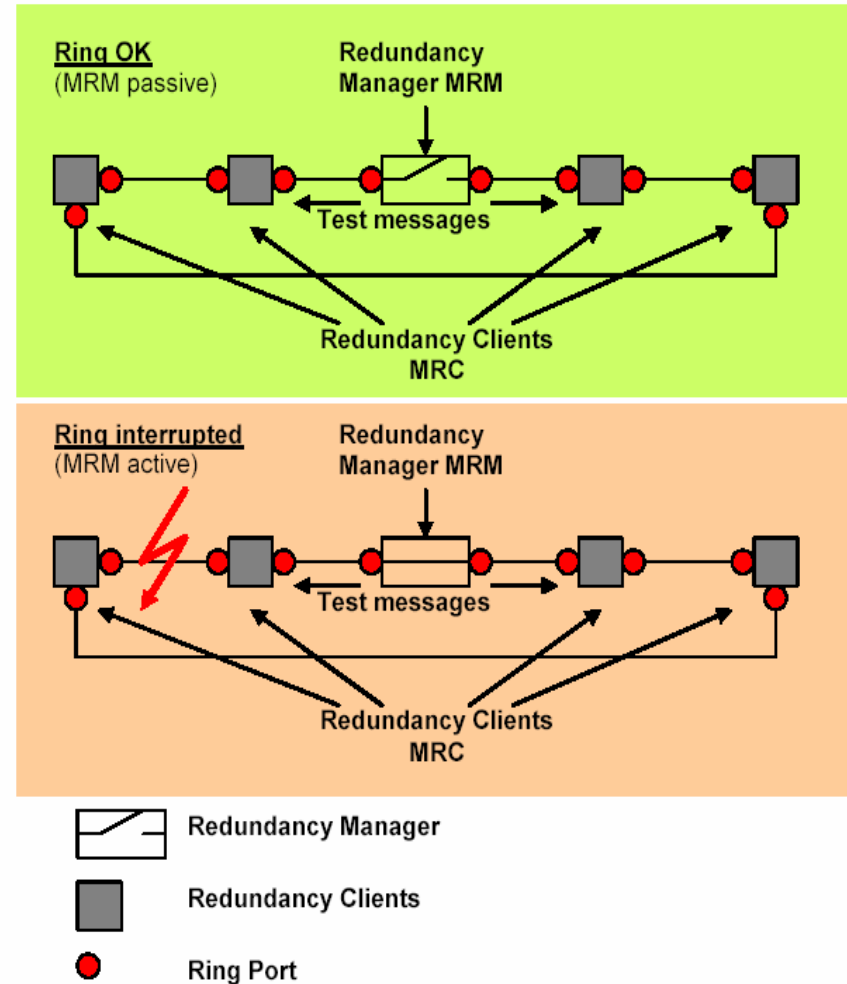 Ring OK
(MRM passive)
Redundancy
Manager MRM
Test messages
Redundancy Clients
MRC
Ring interrupted
(MRM active)
Redundancy
Manager MRM
Test messages
Redundancy Clients
MRC
Redundancy Manager
Redundancy Clients
Ring Port